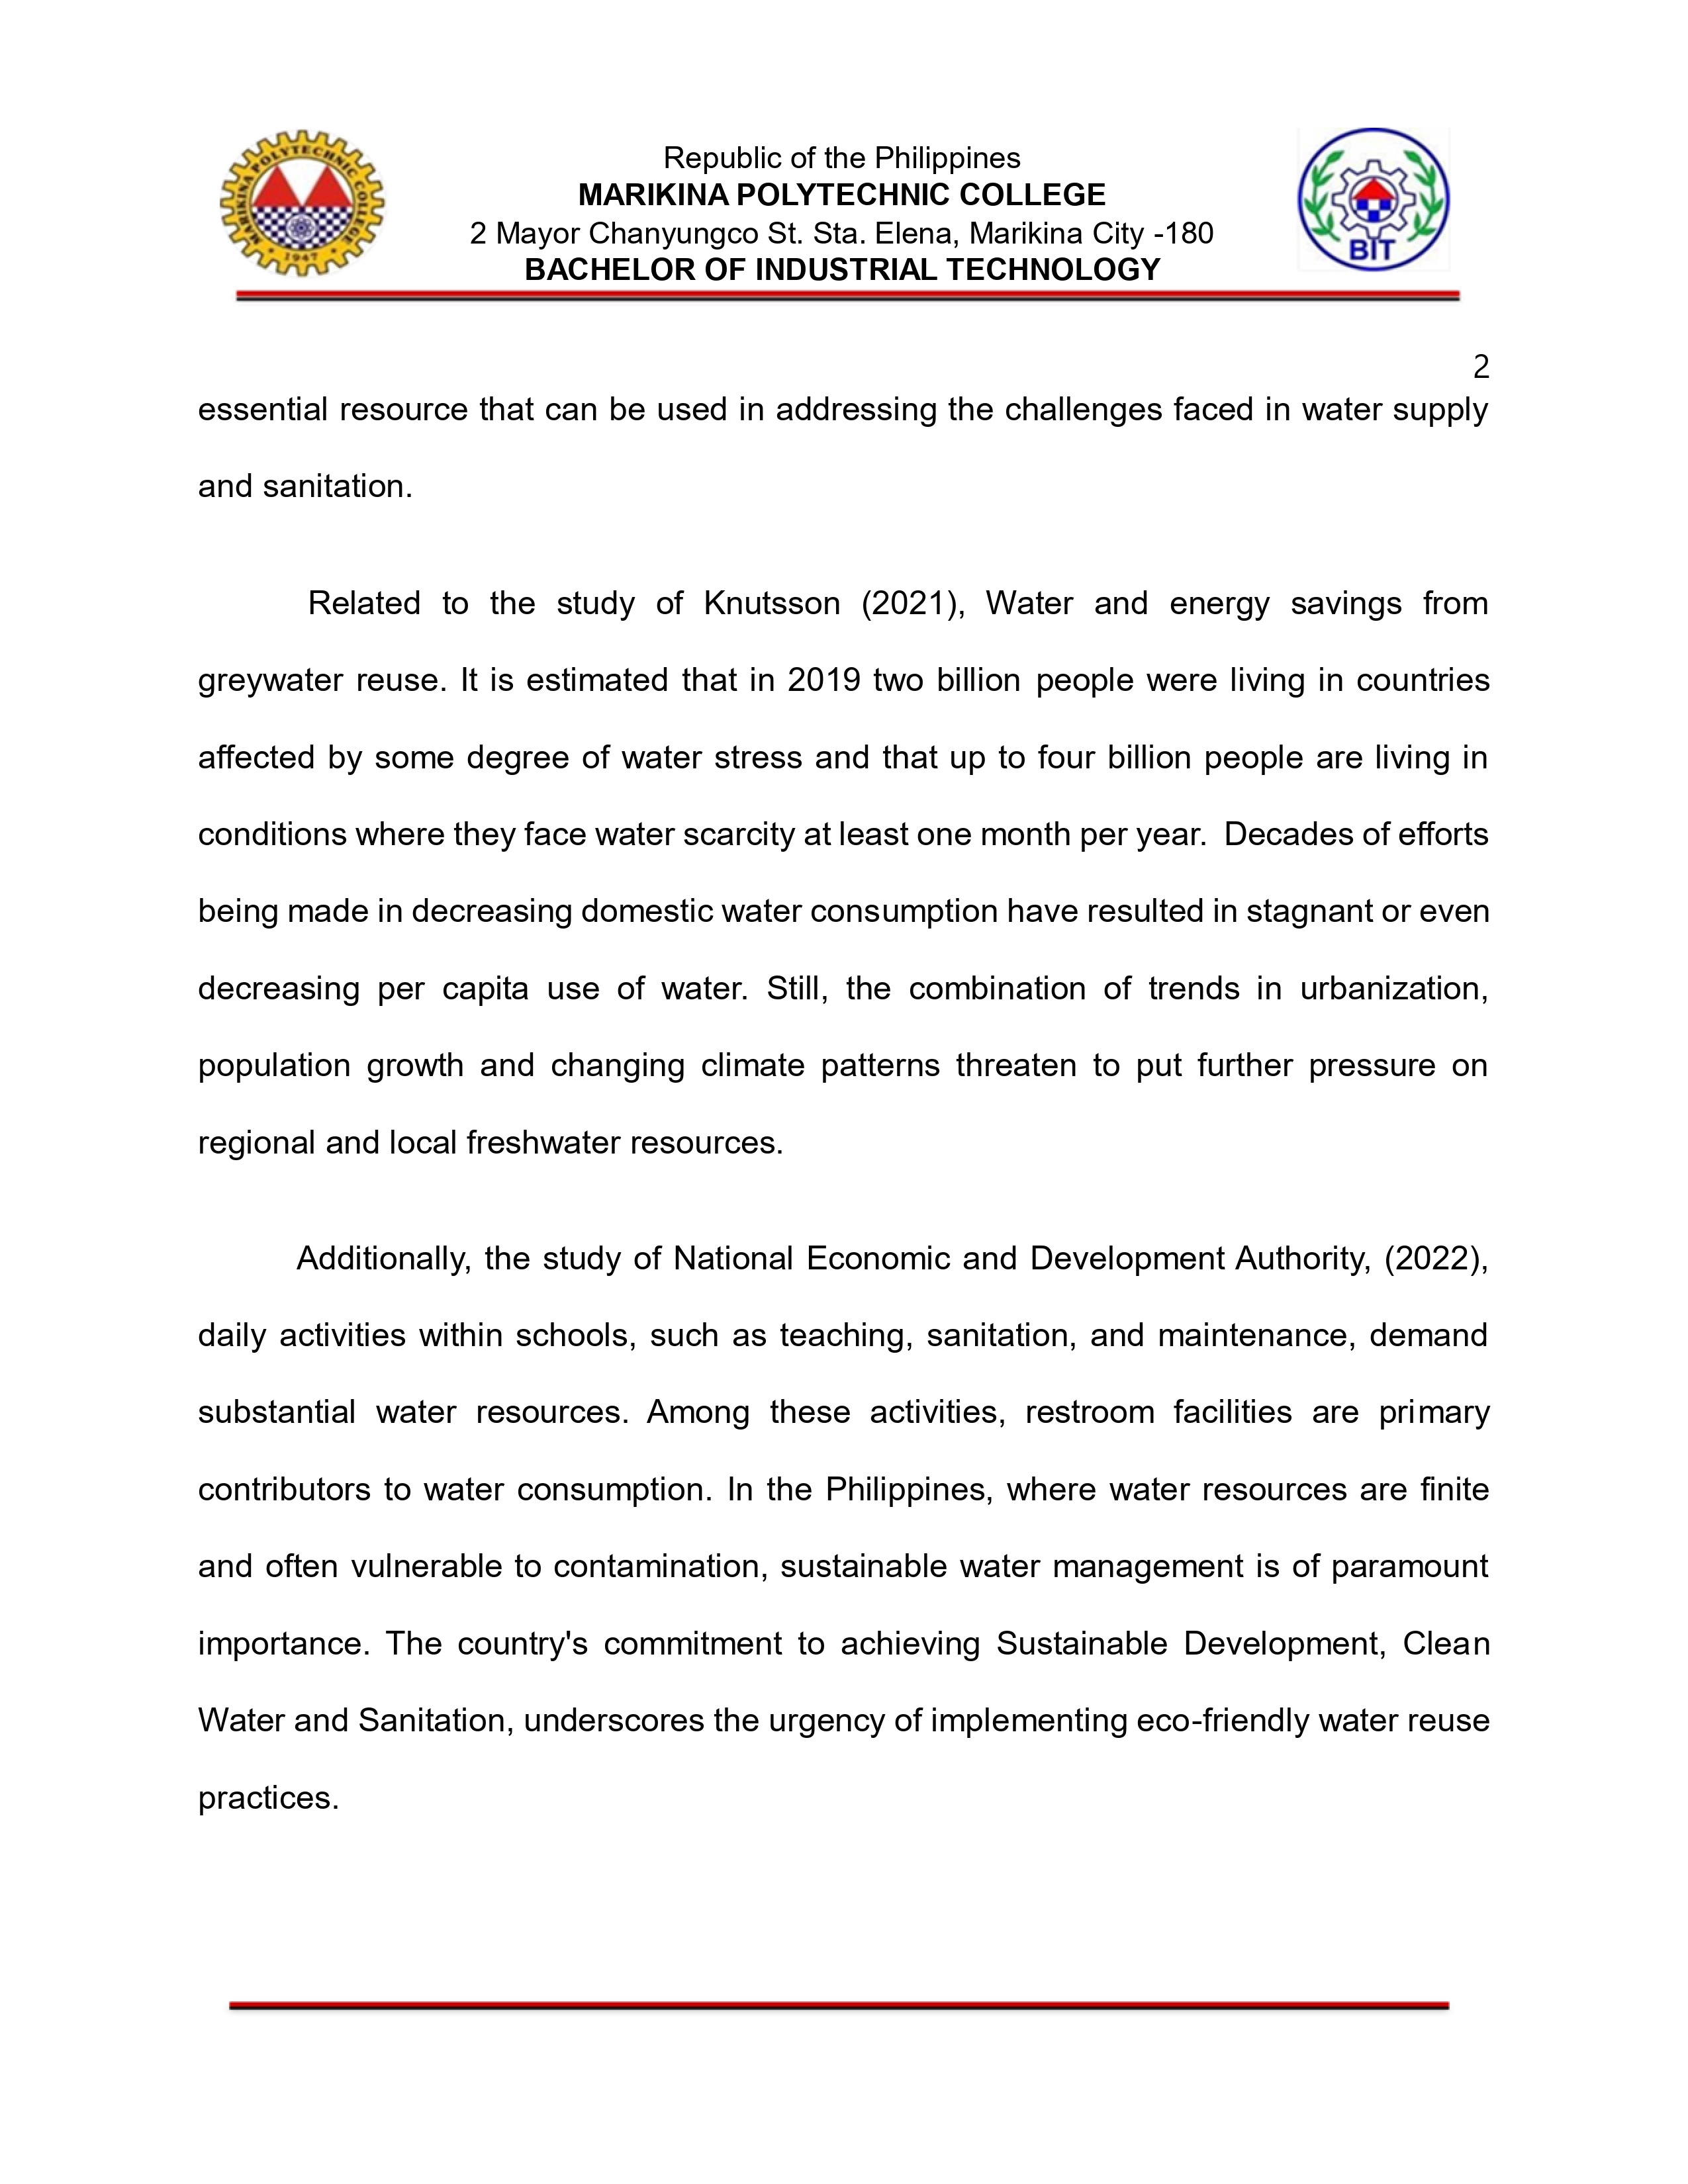 MARIKINA POLYTECHNIC COLLEGE
1947
Republic of the Philippines
MARIKINA POLYTECHNIC COLLEGE
2 Mayor Chanyungco St. Sta. Elena, Marikina City -180
BACHELOR OF INDUSTRIAL TECHNOLOGY
BIT
2
essential resource that can be used in addressing the challenges faced in water supply
and sanitation.
Related to the study of Knutsson (2021), Water and energy savings from
greywater reuse. It is estimated that in 2019 two billion people were living in countries
affected by some degree of water stress and that up to four billion people are living in
conditions where they face water scarcity at least one month per year. Decades of efforts
being made in decreasing domestic water consumption have resulted in stagnant or even
decreasing per capita use of water. Still, the combination of trends in urbanization,
population growth and changing climate patterns threaten to put further pressure on
regional and local freshwater resources.
Additionally, the study of National Economic and Development Authority, (2022),
daily activities within schools, such as teaching, sanitation, and maintenance, demand
substantial water resources. Among these activities, restroom facilities are primary
contributors to water consumption. In the Philippines, where water resources are finite
and often vulnerable to contamination, sustainable water management is of paramount
importance. The country's commitment to achieving Sustainable Development, Clean
Water and Sanitation, underscores the urgency of implementing eco-friendly water reuse
practices.